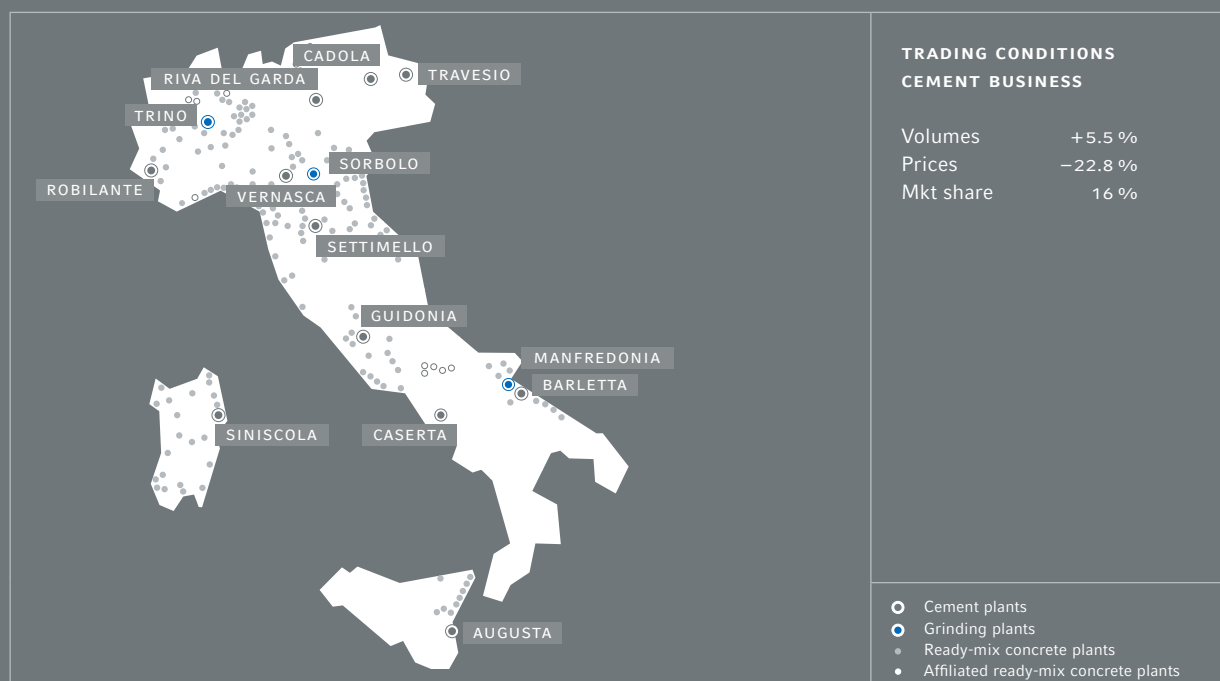 CADOLA
RIVA DEL GARDA
TRAVESIO
TRINO
SORBOLO
ROBILANTE
VERNASCA
SETTIMELLO
GUIDONIA
MANFREDONIA
BARLETTA
SINISCOLA
CASERTA
AUGUSTA
TRADING CONDITIONS
CEMENT BUSINESS
Volumes +5.5 %
Prices −22.8 %
Mkt share 16 %
Cement plants
Grinding plants
Ready-mix concrete plants
Affiliated ready-mix concrete plants